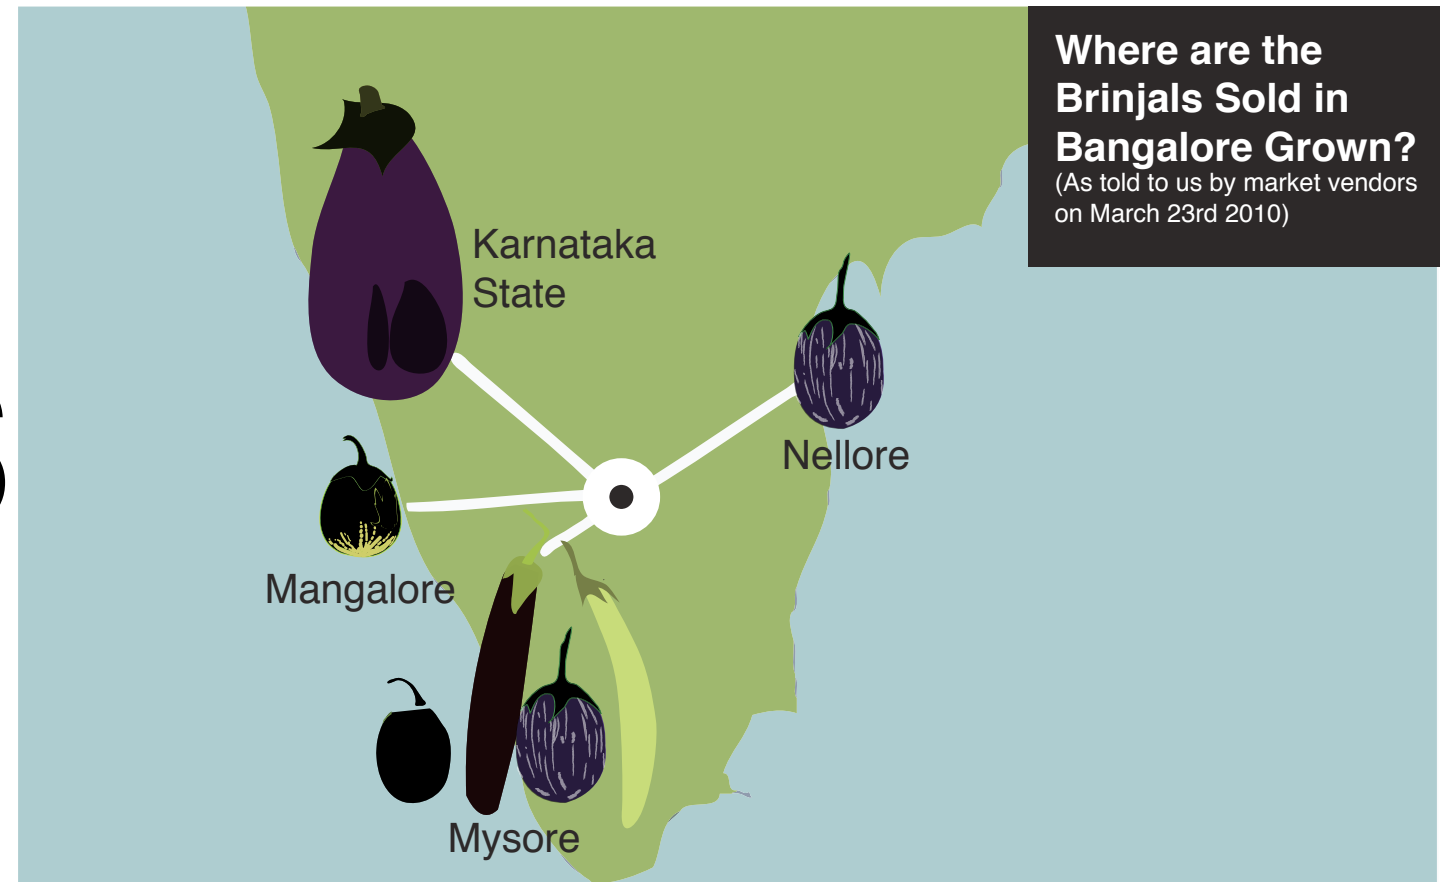 Where are the
Brinjals Sold in
Bangalore Grown?
(As told to us by market vendors
on March 23rd 2010)
Karnataka
State
Nellore
Mangalore
Mysore